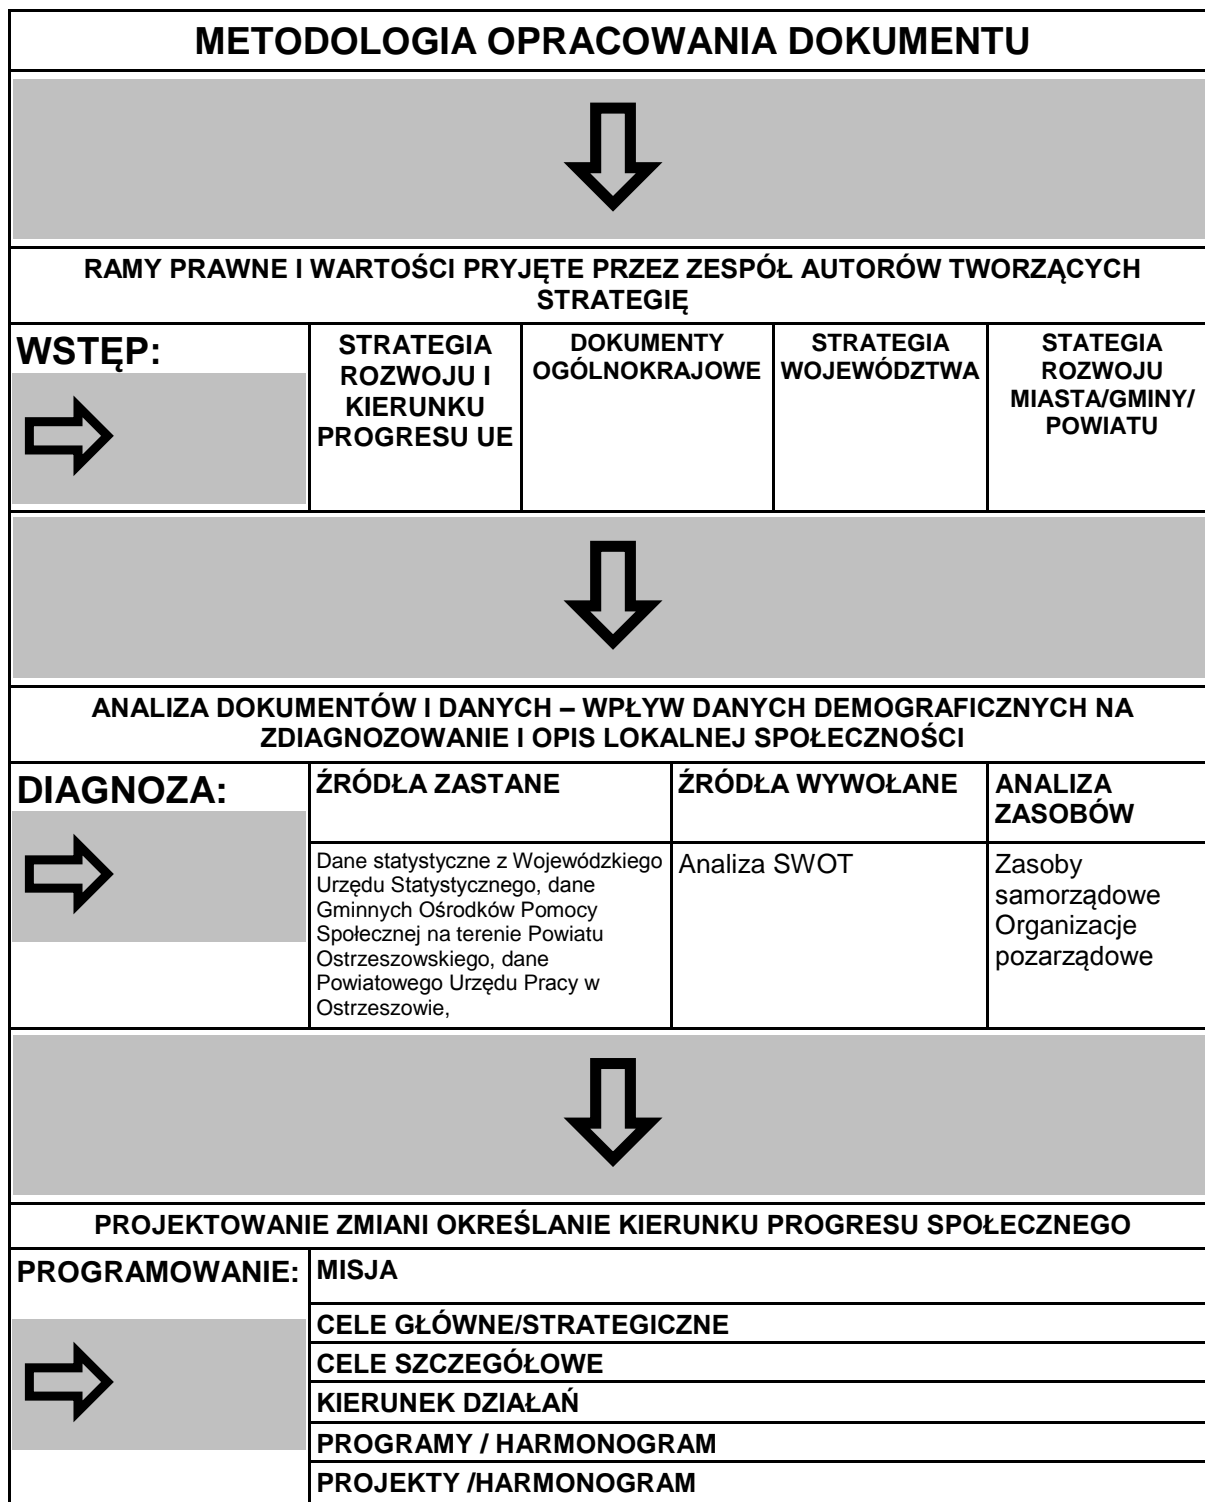 METODOLOGIA OPRACOWANIA DOKUMENTU
RAMY PRAWNE I WARTOŚCI PRYJĘTE PRZEZ ZESPÓŁ AUTORÓW TWORZĄCYCH
STRATEGIĘ
WSTĘP:
STRATEGIA
ROZWOJU I
KIERUNKU
PROGRESU UE
DOKUMENTY
OGÓLNOKRAJOWE
STRATEGIA
WOJEWÓDZTWA
STATEGIA
ROZWOJU
MIASTA/GMINY/
POWIATU
ANALIZA DOKUMENTÓW I DANYCH – WPŁYW DANYCH DEMOGRAFICZNYCH NA
ZDIAGNOZOWANIE I OPIS LOKALNEJ SPOŁECZNOŚCI
DIAGNOZA:
ŹRÓDŁA ZASTANE
ŹRÓDŁA WYWOŁANE
ANALIZA
ZASOBÓW
Dane statystyczne z Wojewódzkiego
Urzędu Statystycznego, dane
Gminnych Ośrodków Pomocy
Społecznej na terenie Powiatu
Ostrzeszowskiego, dane
Powiatowego Urzędu Pracy w
Ostrzeszowie,
Analiza SWOT
Zasoby
samorządowe
Organizacje
pozarządowe
PROJEKTOWANIE ZMIANI OKREŚLANIE KIERUNKU PROGRESU SPOŁECZNEGO
PROGRAMOWANIE:
MISJA
CELE GŁÓWNE/STRATEGICZNE
CELE SZCZEGÓŁOWE
KIERUNEK DZIAŁAŃ
PROGRAMY / HARMONOGRAM
PROJEKTY /HARMONOGRAM